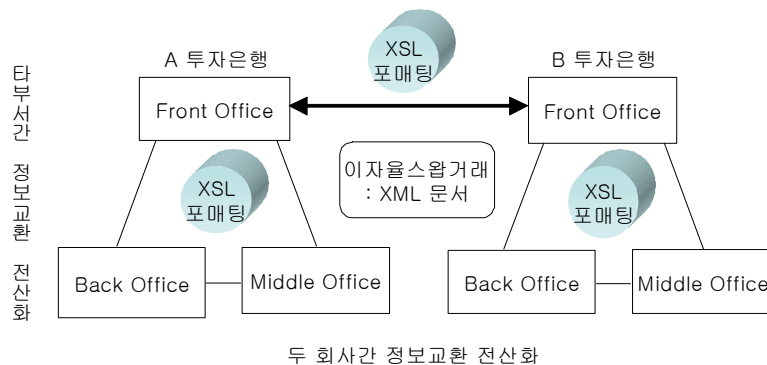 XSL
포매팅
A 투자은행
B 투자은행
타부서간 정보교환 전산화
Front Office
Front Office
이자율스왑거래
: XML 문서
XSL
포매팅
XSL
포매팅
Back Office
Middle Office
Back Office
Middle Office
두 회사간 정보교환 전산화